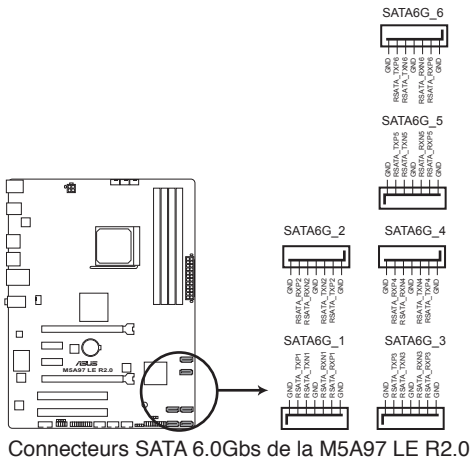 SATA6G_6
GND
RSATA_TXP6
RSATA_TXN6
GND
RSATA_RXN6
RSATA_RXP6
GND
SATA6G_5
GND
RSATA_TXP5
RSATA_TXN5
GND
RSATA_RXN5
RSATA_RXP5
GND
SATA6G_2
GND
RSATA_RXP2
RSATA_RXN2
GND
RSATA_TXN2
RSATA_TXP2
GND
SATA6G_4
GND
RSATA_RXP4
RSATA_RXN4
GND
RSATA_TXN4
RSATA_TXP4
GND
SATA6G_1
GND
RSATA_TXP1
RSATA_TXN1
GND
RSATA_RXN1
RSATA_RXP1
GND
SATA6G_3
GND
RSATA_TXP3
RSATA_TXN3
GND
RSATA_RXN3
RSATA_RXP3
GND
ASUS
M5A97 LE R2.0
Connecteurs SATA 6.0Gbs de la M5A97 LE R2.0